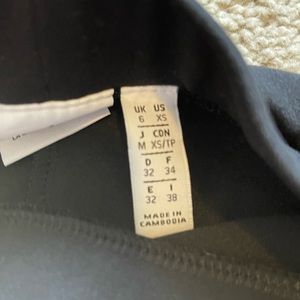 UK US
6 XS
J CDN
M XS/TP
D F
32 34
E I
32 38
MADE IN
CAMBODIA